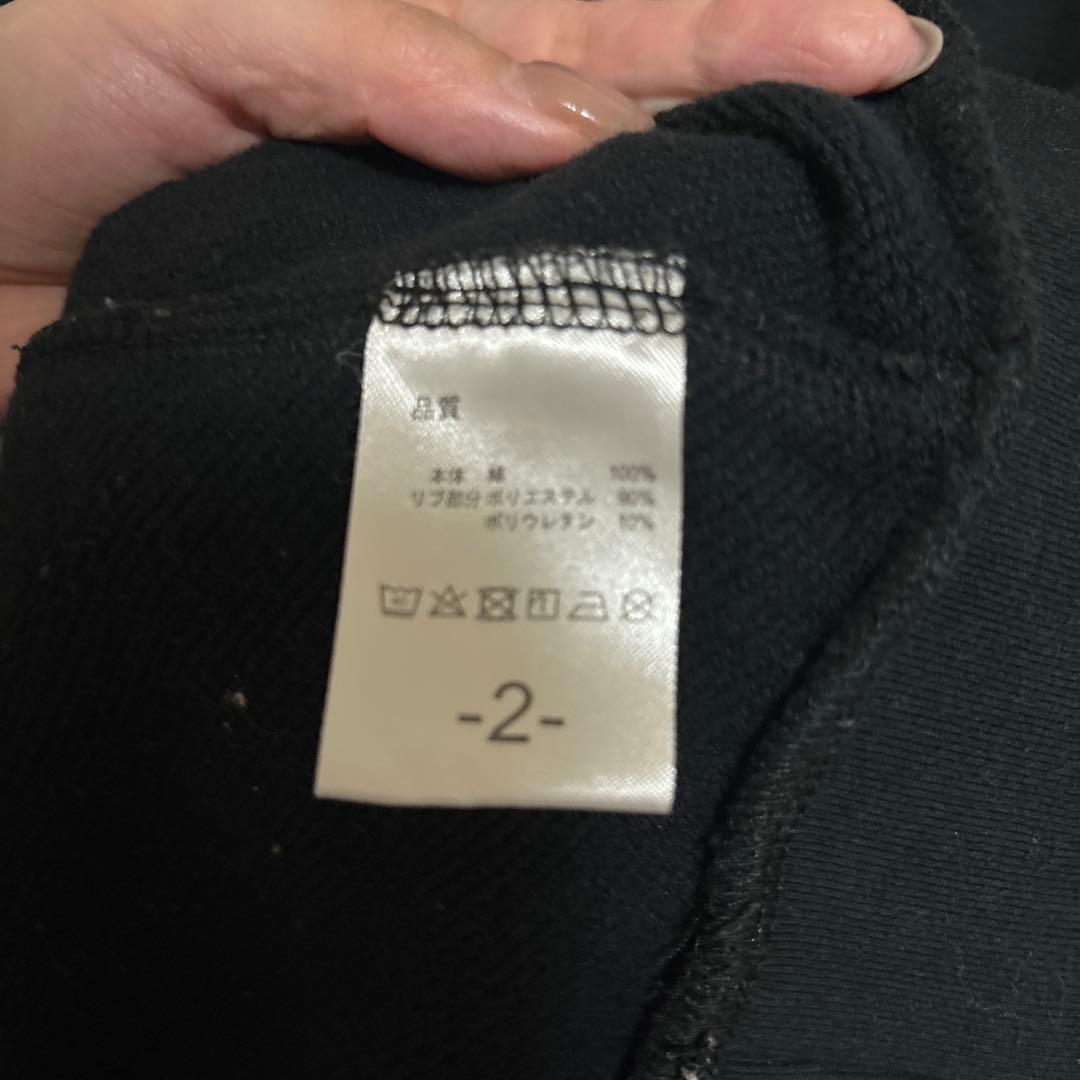 品質
本体 綿 100%
リブ部分 ポリエステル 90%
ポリウレタン 10%
-2-